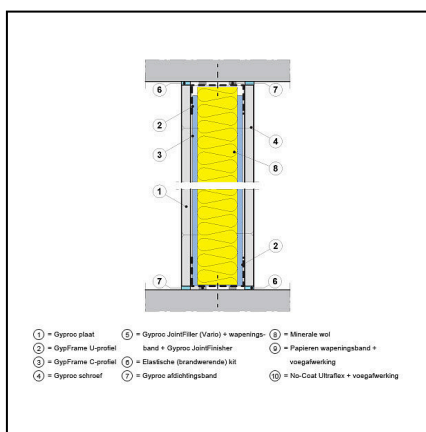 6 7
2
4
3
8
1
2
7 6
1 = Gyproc plaat
2 = GypFrame U-profiel
3 = GypFrame C-profiel
4 = Gyproc schroef
5 = Gyproc JointFiller (Vario) + wapenings-
band + Gyproc JointFinisher
6 = Elastische (brandwerende) kit
7 = Gyproc afdichtingsband
8 = Minerale wol
9 = Papieren wapeningsband +
voegafwerking
10 = No-Coat Ultraflex + voegafwerking